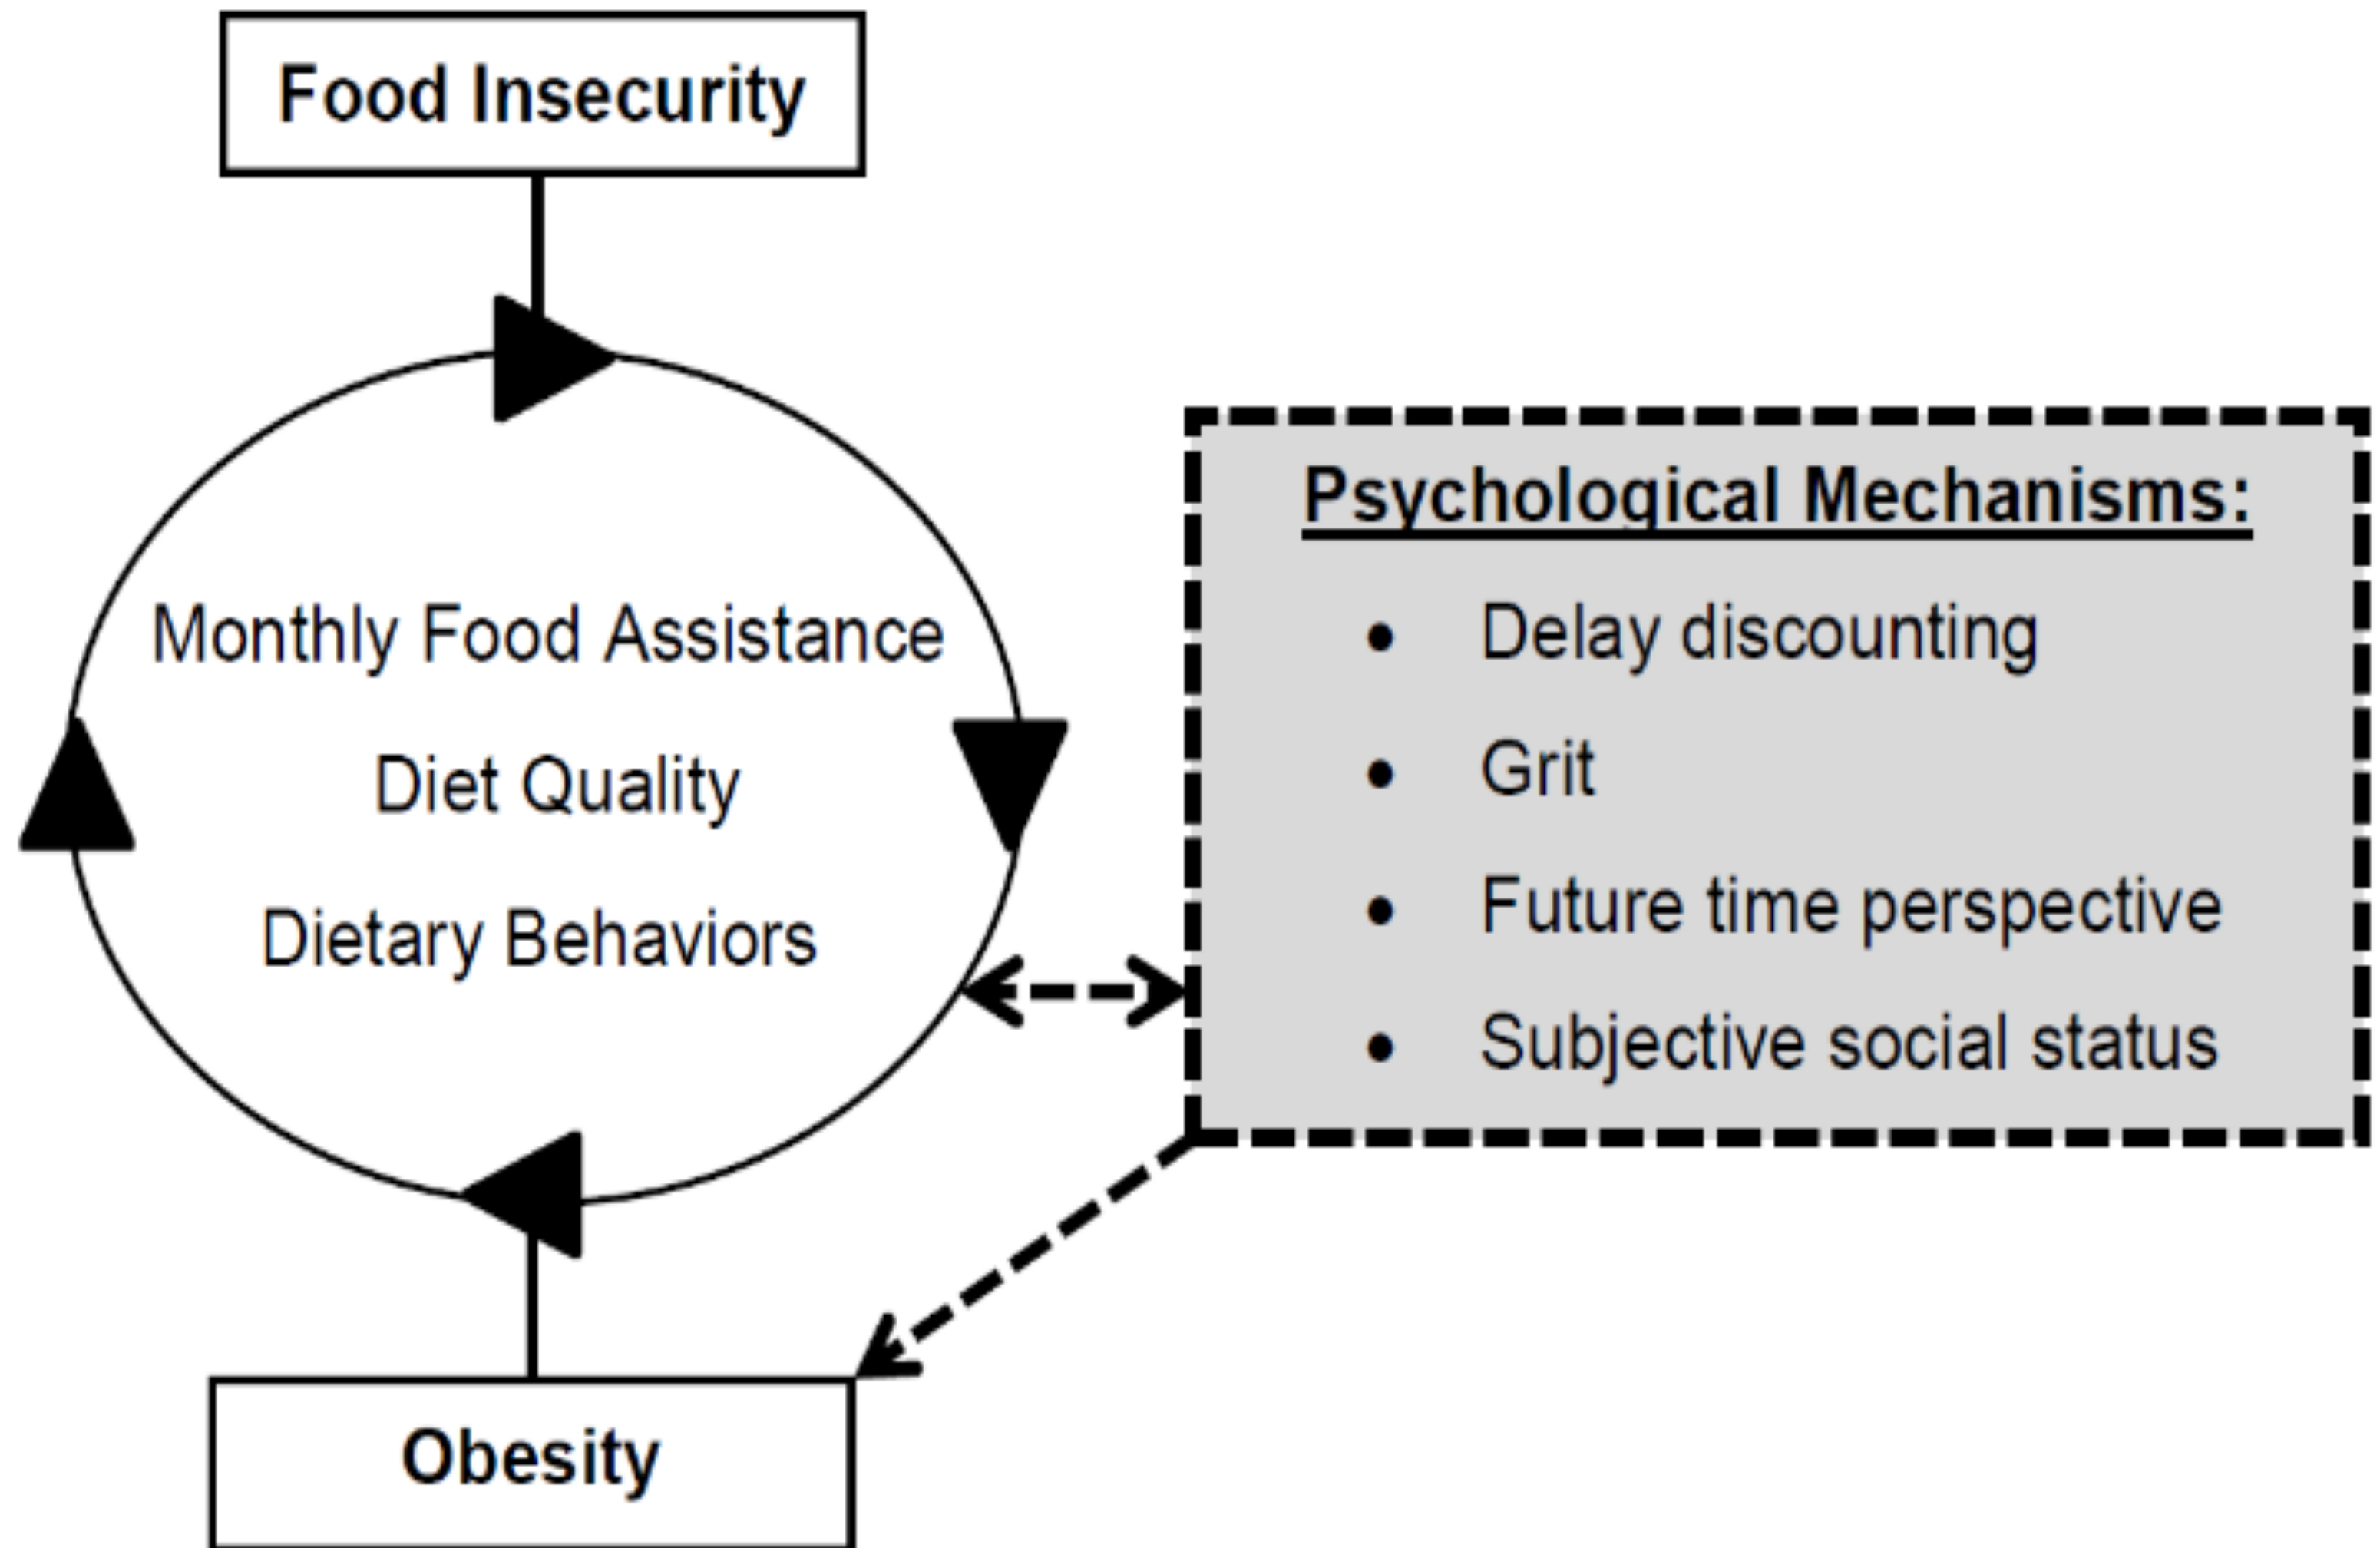 Food Insecurity
Monthly Food Assistance
Diet Quality
Dietary Behaviors
Psychological Mechanisms:
• Delay discounting
• Grit
• Future time perspective
• Subjective social status
Obesity